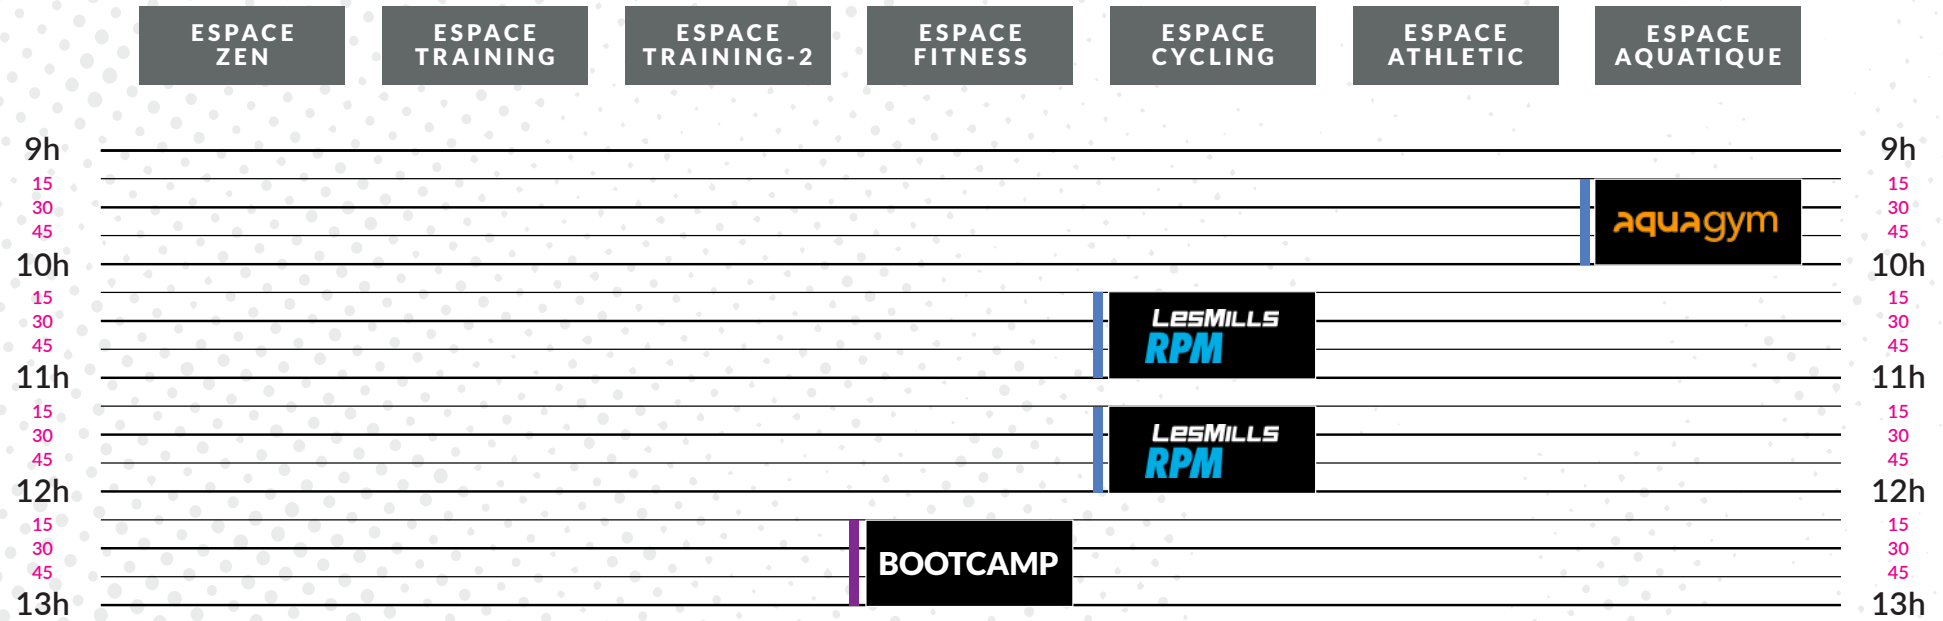 ESPACE
ZEN
ESPACE
TRAINING
ESPACE
TRAINING-2
ESPACE
FITNESS
ESPACE
CYCLING
ESPACE
ATHLETIC
ESPACE
AQUATIQUE
9h 9h
15 15
30 aquagym 30
45 45
10h 10h
15 15
30 LESMILLS 30
45 RPM 45
11h 11h
15 15
30 LESMILLS 30
45 RPM 45
12h 12h
15 15
30 BOOTCAMP 30
45 45
13h 13h